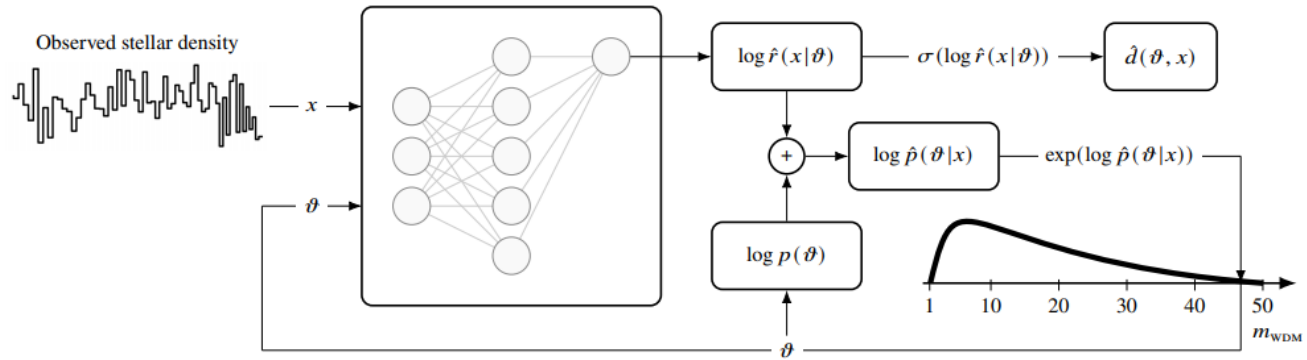 Observed stellar density
x
ϑ
log r̂(x|ϑ)
σ(log r̂(x|ϑ))
d̂(ϑ, x)
+
log p̂(ϑ|x)
exp(log p̂(ϑ|x))
log p(ϑ)
1 10 20 30 40 50
m_WDM
ϑ